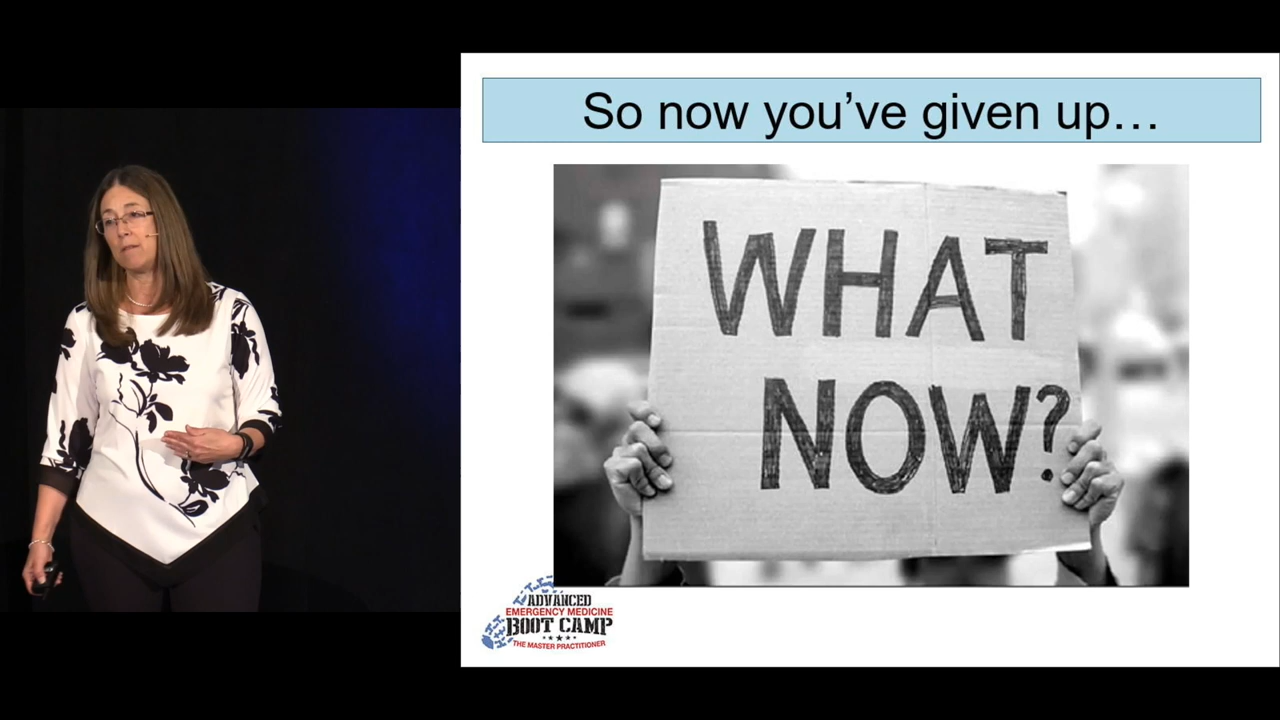 So now you’ve given up…
WHAT
NOW?
ADVANCED
EMERGENCY MEDICINE
BOOT CAMP
THE MASTER PRACTITIONER